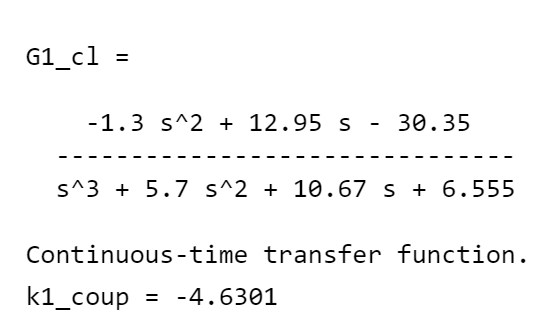 G1_cl =
-1.3 s^2 + 12.95 s - 30.35
-------------------------------
s^3 + 5.7 s^2 + 10.67 s + 6.555
Continuous-time transfer function.
k1_coup = -4.6301